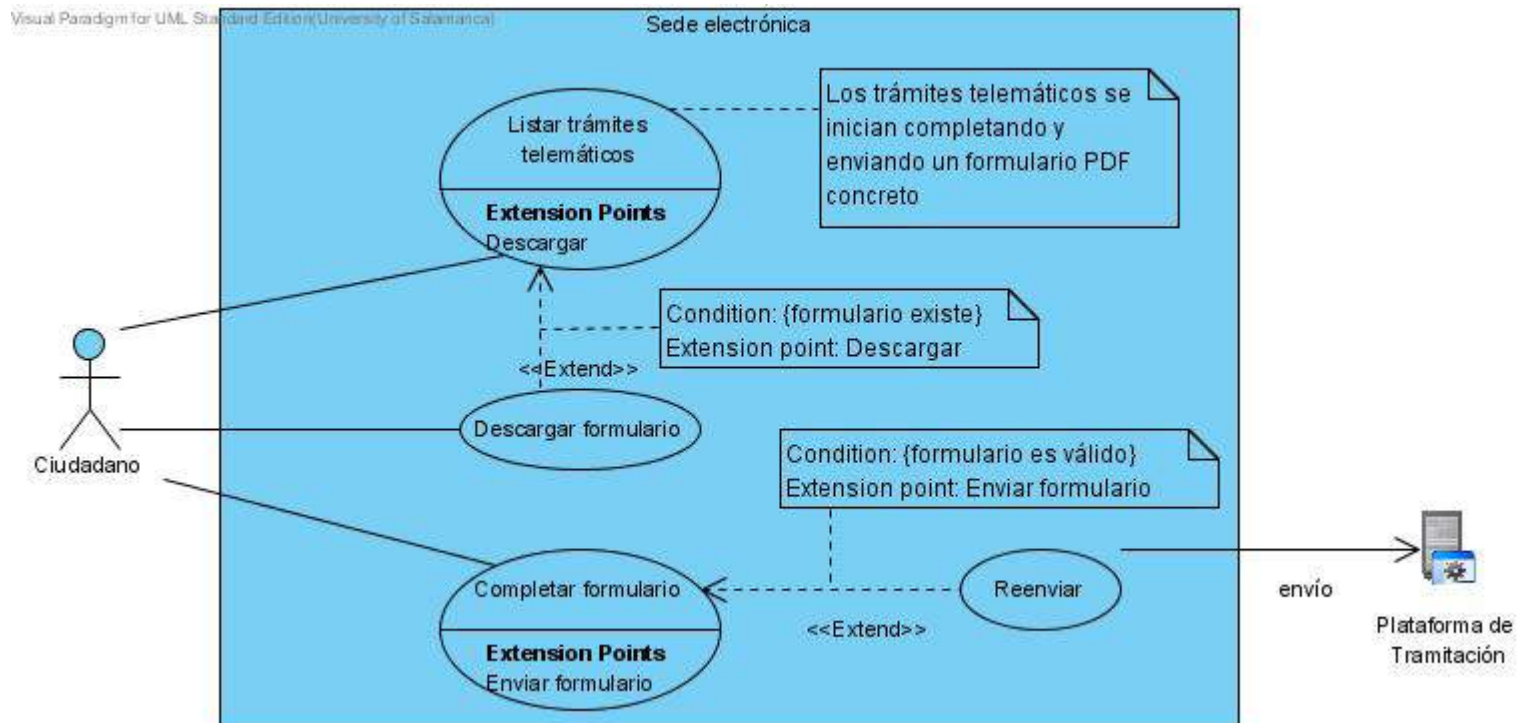 Visual Paradigm for UML Standard Edition(University of Salamanca)
Sede electrónica
Listar trámites
telemáticos
Extension Points
Descargar
Los trámites telemáticos se
inician completando y
enviando un formulario PDF
concreto
Condition: {formulario existe}
Extension point: Descargar
<<Extend>>
Descargar formulario
Ciudadano
Condition: {formulario es válido}
Extension point: Enviar formulario
Completar formulario
Extension Points
Enviar formulario
<<Extend>>
Reenviar
envío
Plataforma de
Tramitación